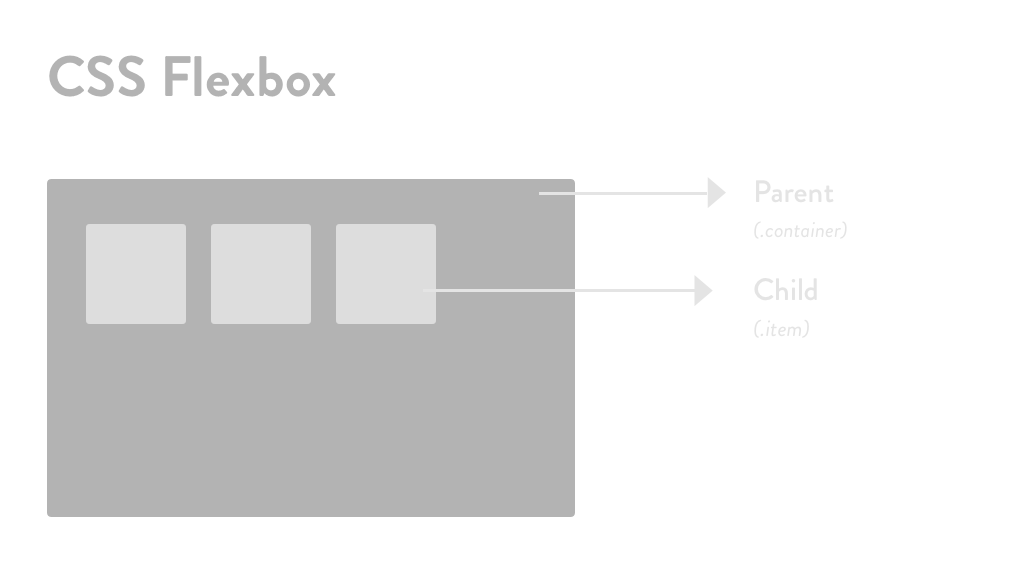 CSS Flexbox
Parent
(.container)
Child
(.item)